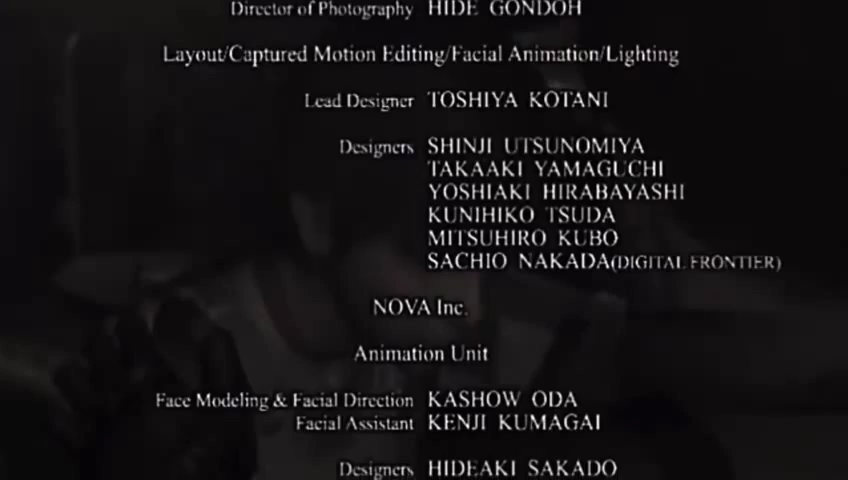 Director of Photography HIDE GONDOH
Layout/Captured Motion Editing/Facial Animation/Lighting
Lead Designer TOSHIYA KOTANI
Designers SHINJI UTSUNOMIYA
TAKAAKI YAMAGUCHI
YOSHIAKI HIRABAYASHI
KUNIHIKO TSUDA
MITSUHIRO KUBO
SACHIO NAKADA(DIGITAL FRONTIER)
NOVA Inc.
Animation Unit
Face Modeling & Facial Direction KASHOW ODA
Facial Assistant KENJI KUMAGAI
Designers HIDEAKI SAKADO